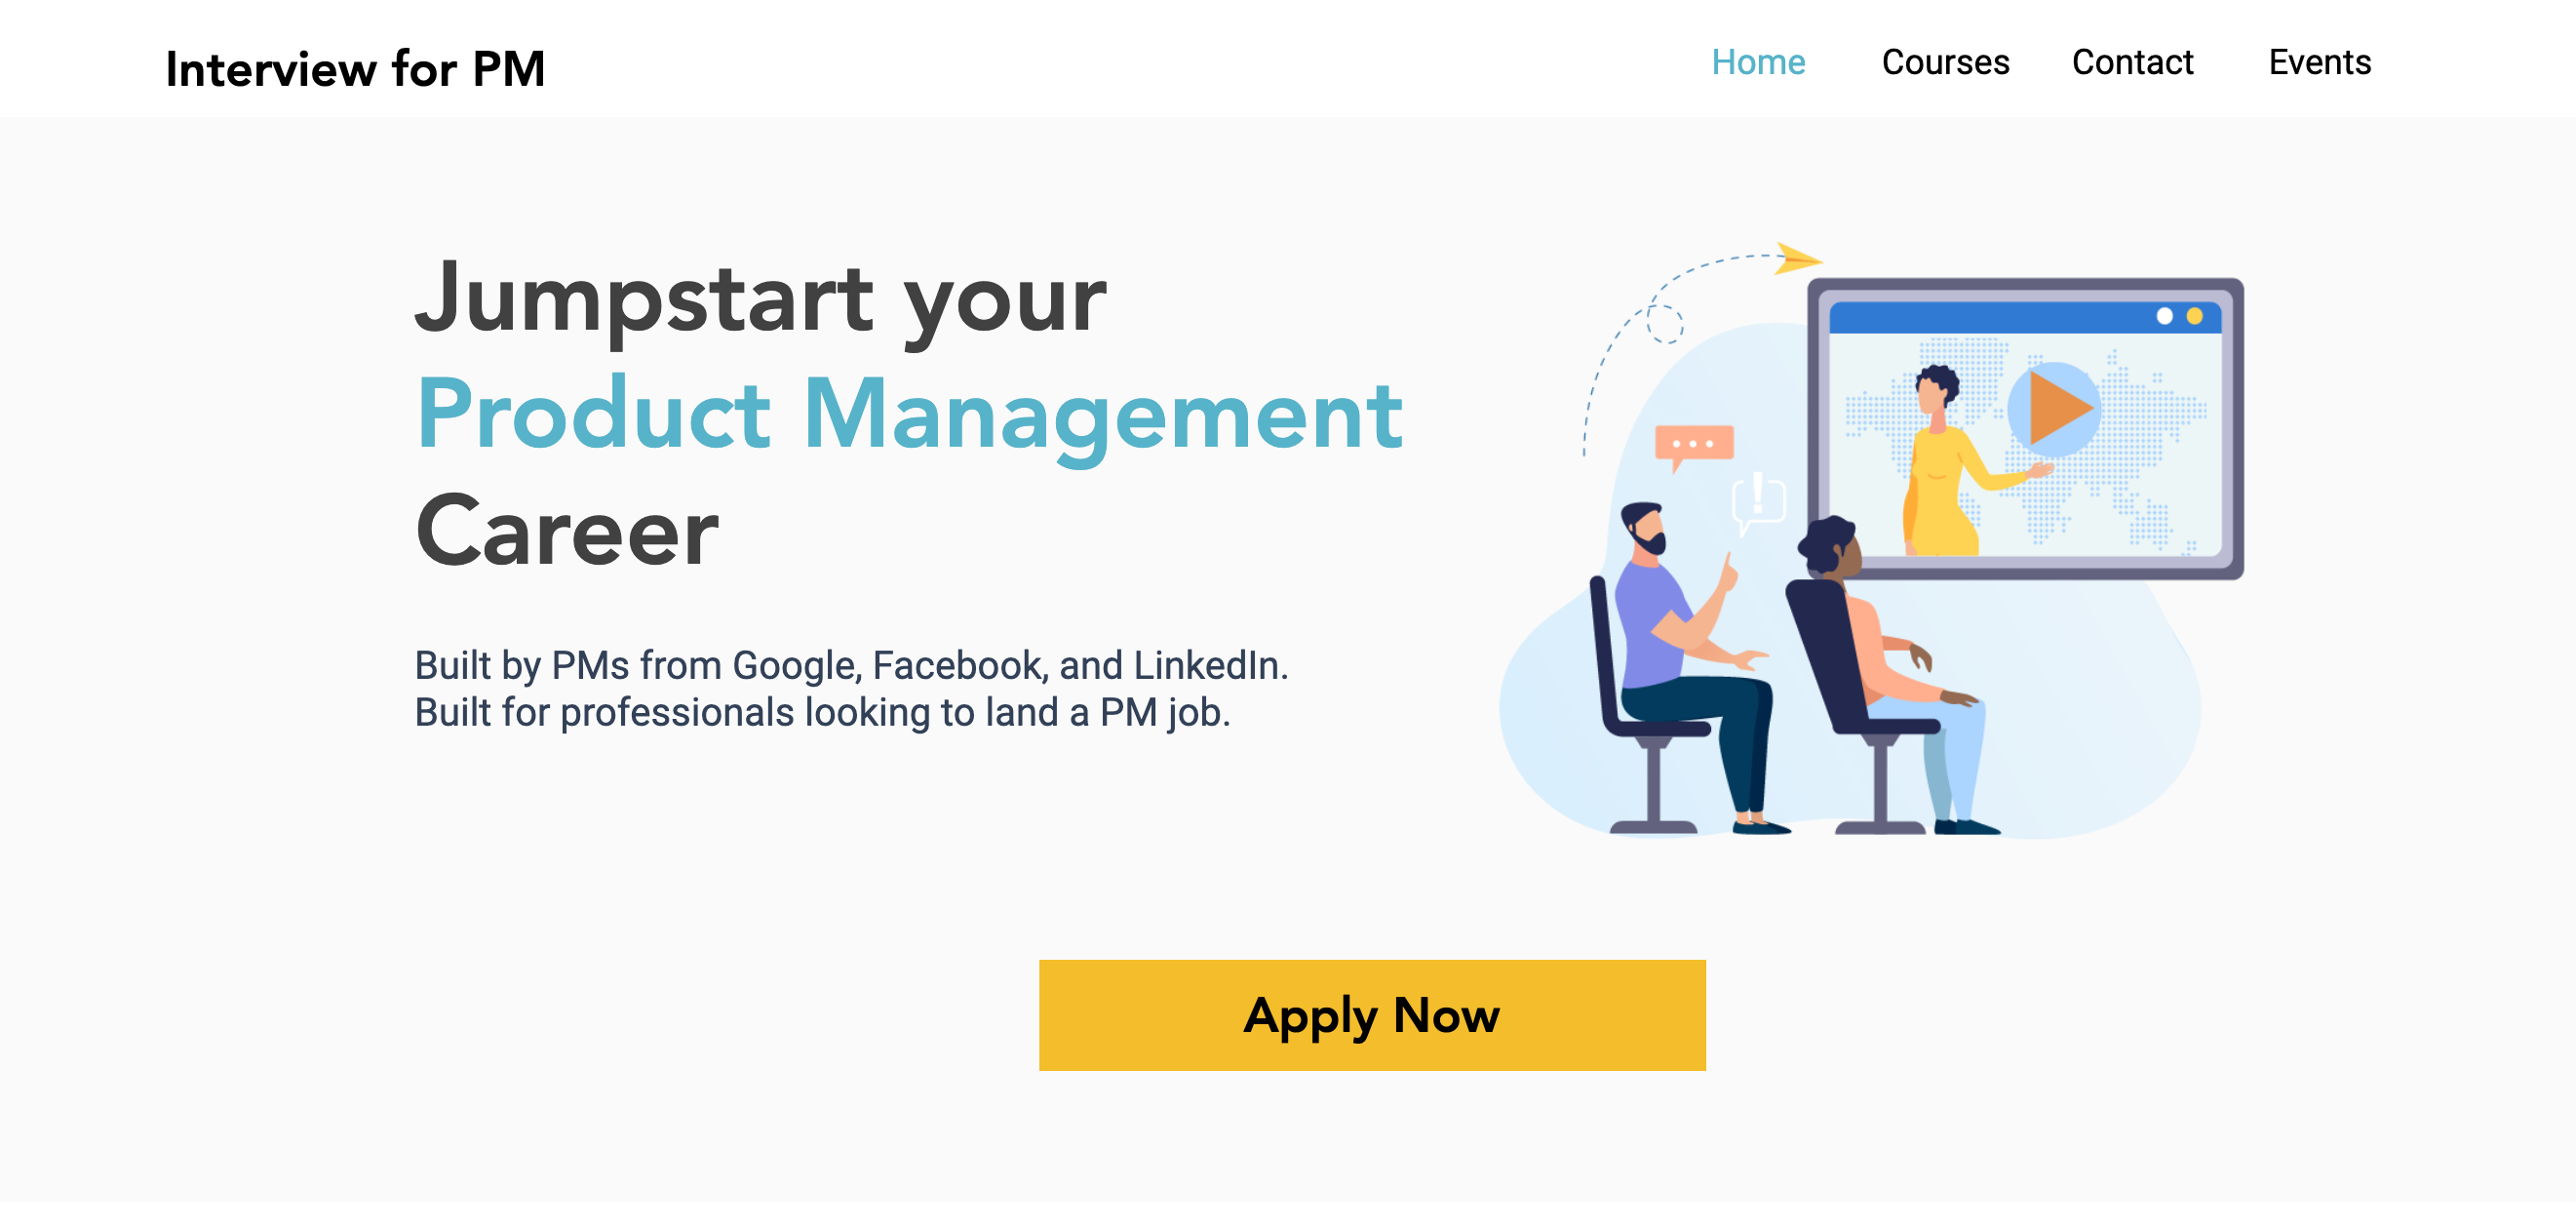 Interview for PM
Home Courses Contact Events
Jumpstart your
Product Management
Career
Built by PMs from Google, Facebook, and LinkedIn.
Built for professionals looking to land a PM job.
!
Apply Now